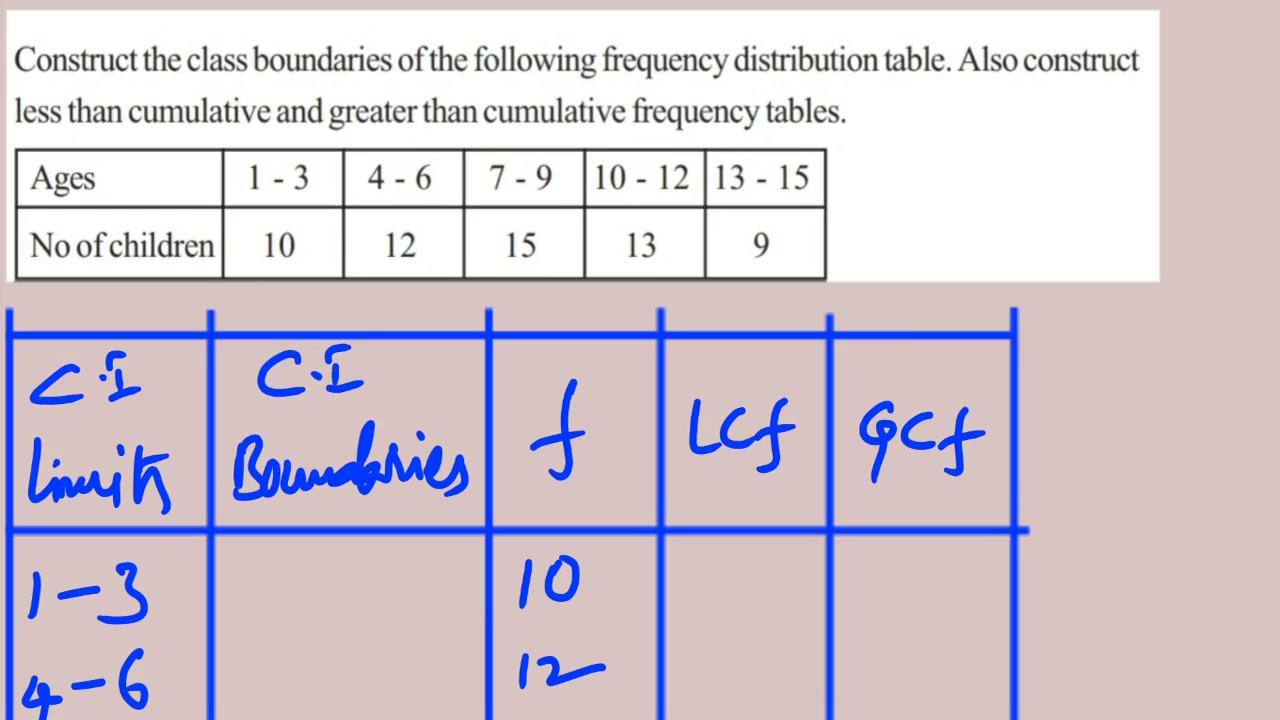 Construct the class boundaries of the following frequency distribution table. Also construct
less than cumulative and greater than cumulative frequency tables.
Ages 1 - 3 4 - 6 7 - 9 10 - 12 13 - 15
No of children 10 12 15 13 9
C.I Limits C.I Boundaries f LCf GCf
1-3 10
4-6 12